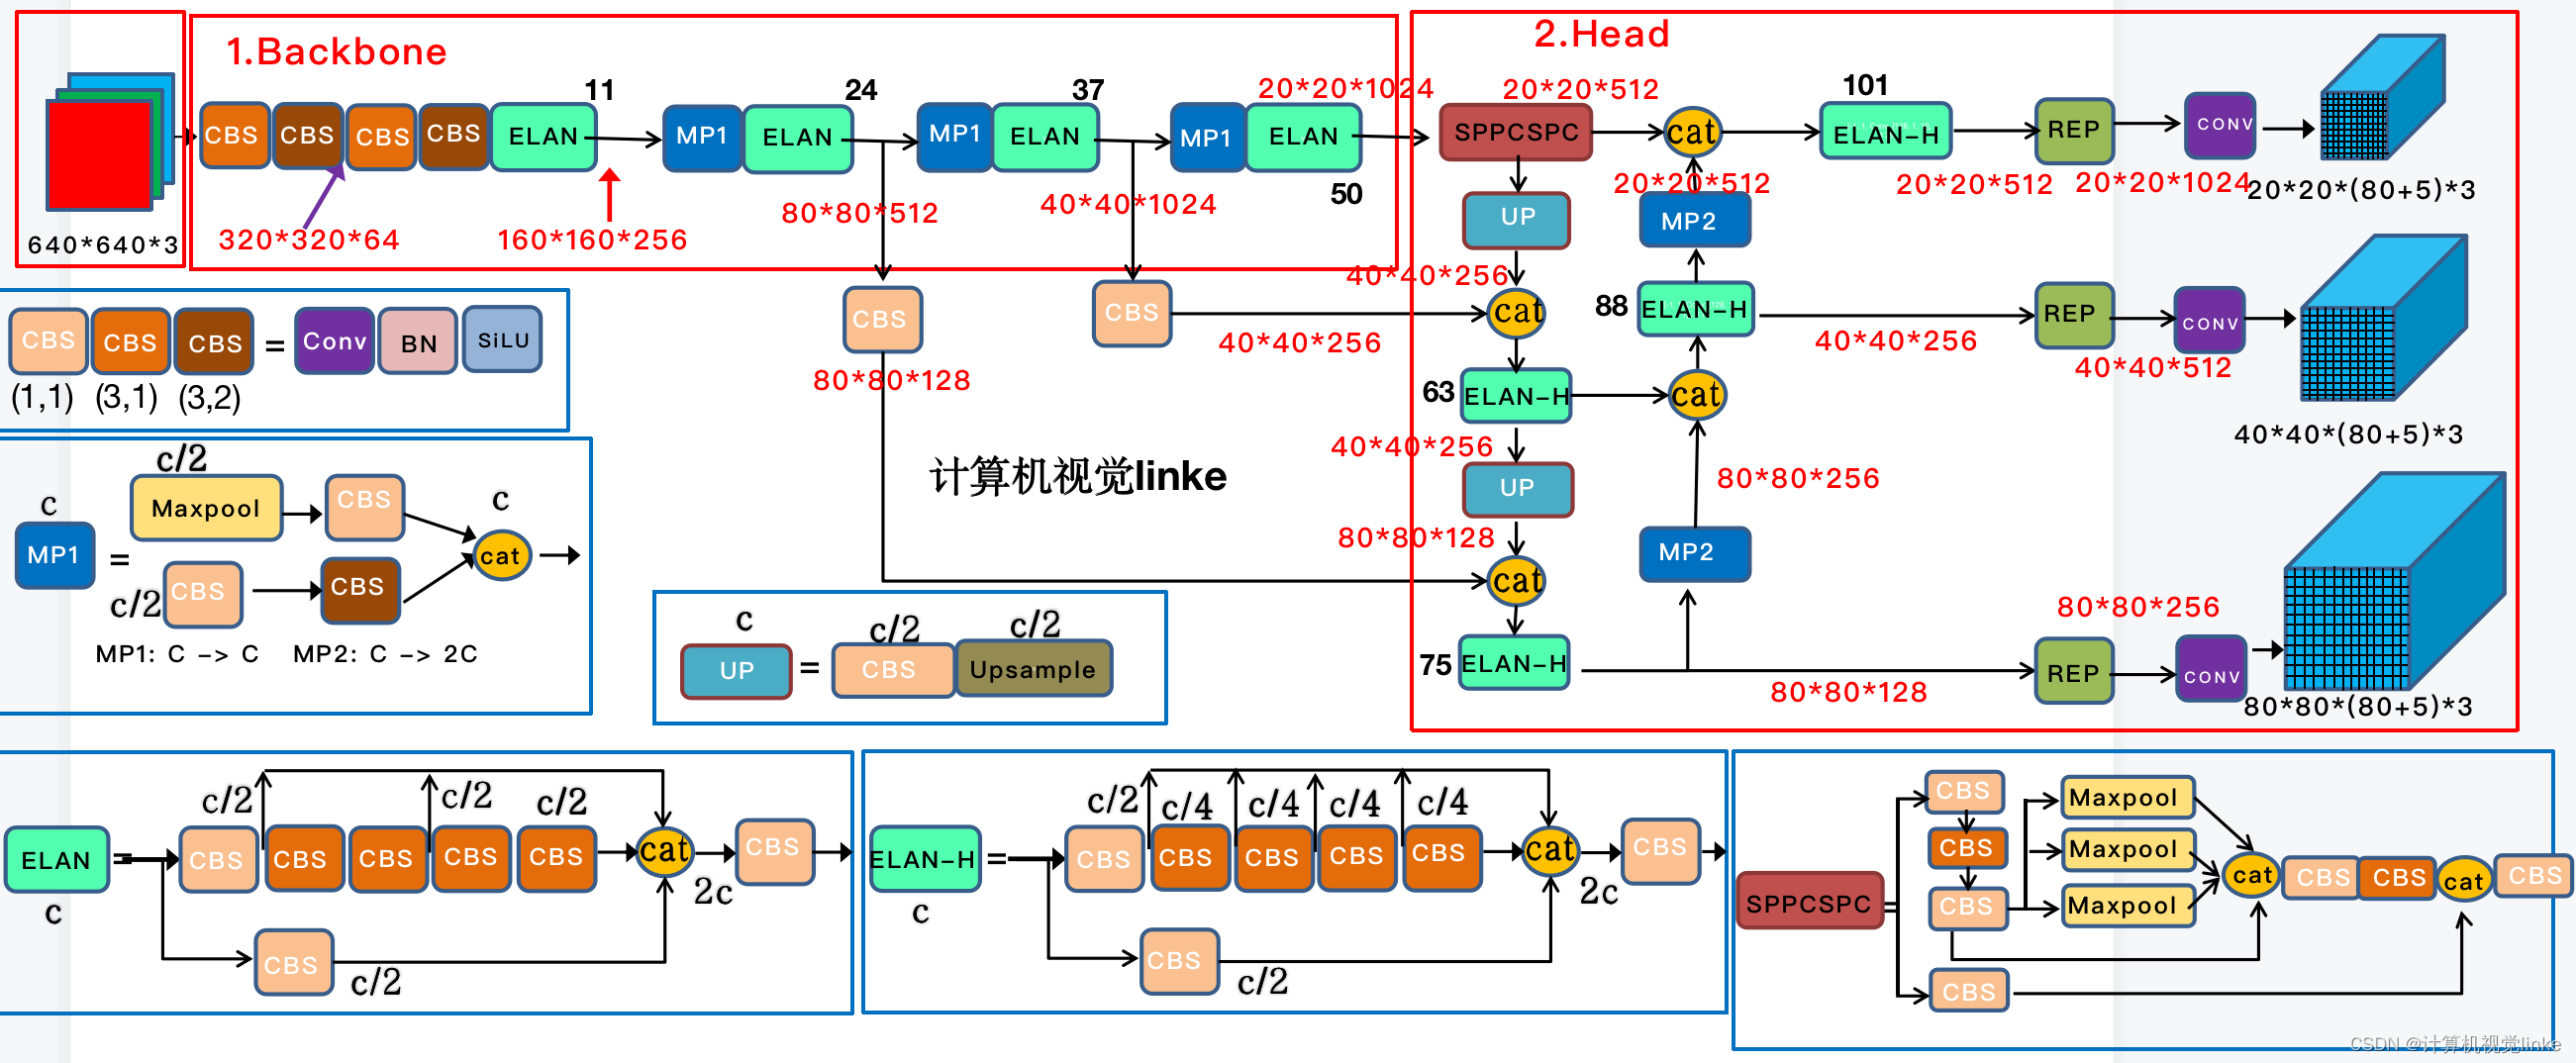 1.Backbone
2.Head
640*640*3
CBS CBS CBS CBS ELAN
11
MP1 ELAN
24
MP1 ELAN
37
MP1 ELAN
50
320*320*64
160*160*256
80*80*512
40*40*1024
20*20*1024
CBS
80*80*128
CBS
40*40*256
SPPCSPC
20*20*512
cat
ELAN-H
101
20*20*512
REP
20*20*1024
CONV
20*20*(80+5)*3
UP
20*20*512
MP2
40*40*256
cat
88
ELAN-H
40*40*256
REP
40*40*512
CONV
40*40*(80+5)*3
63
ELAN-H
cat
40*40*256
UP
80*80*256
80*80*128
MP2
cat
75
ELAN-H
80*80*128
REP
80*80*256
CONV
80*80*(80+5)*3
计算机视觉linke
CBS CBS CBS = Conv BN SiLU
(1,1) (3,1) (3,2)
c/2
c
Maxpool CBS
c
MP1 =
cat
c/2
CBS CBS
MP1: C -> C MP2: C -> 2C
c
c/2
c/2
UP = CBS Upsample
c/2
c/2
c/2
ELAN = CBS CBS CBS CBS CBS cat CBS
c
2c
CBS
c/2
c/2
c/4
c/4
c/4
c/4
ELAN-H = CBS CBS CBS CBS CBS cat CBS
c
2c
CBS
c/2
SPPCSPC =
CBS
CBS
CBS
Maxpool
Maxpool
Maxpool
cat CBS CBS cat CBS
CBS
CSDN @计算机视觉linke